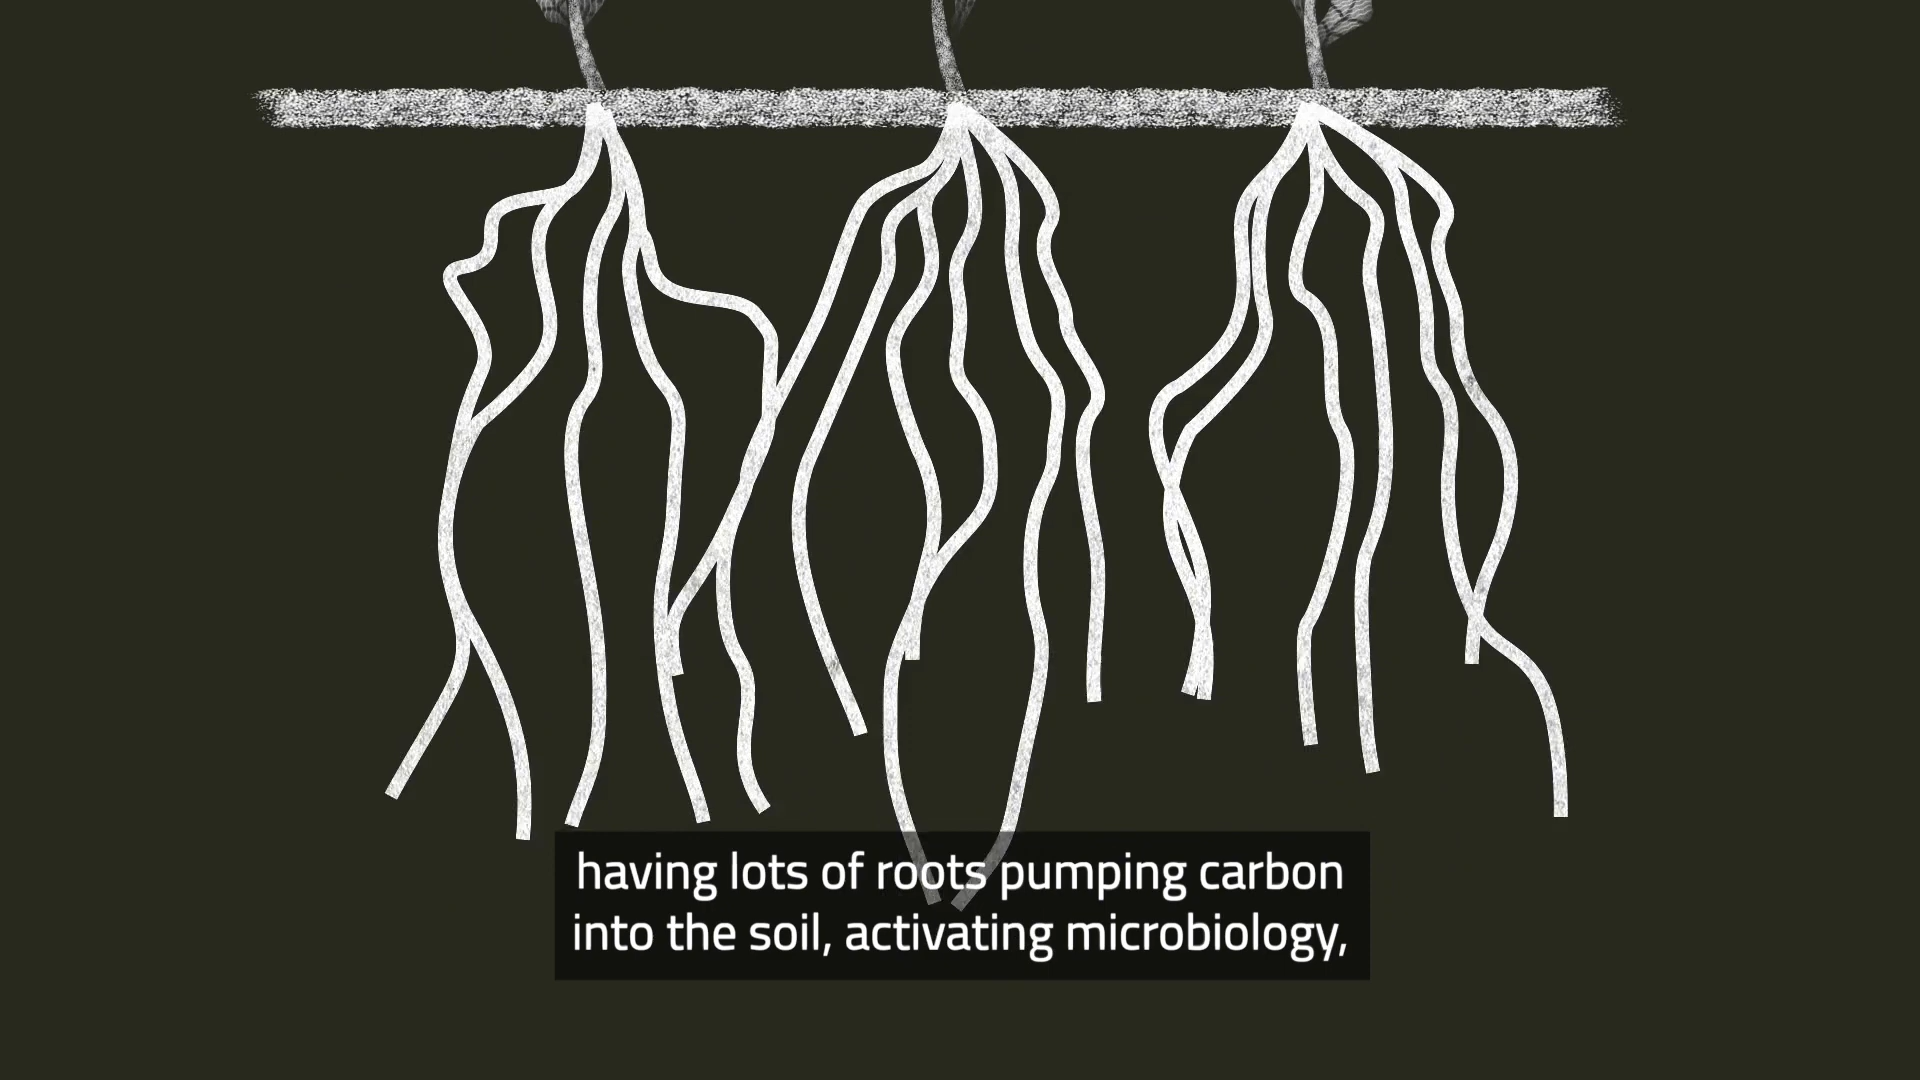 having lots of roots pumping carbon
into the soil, activating microbiology,